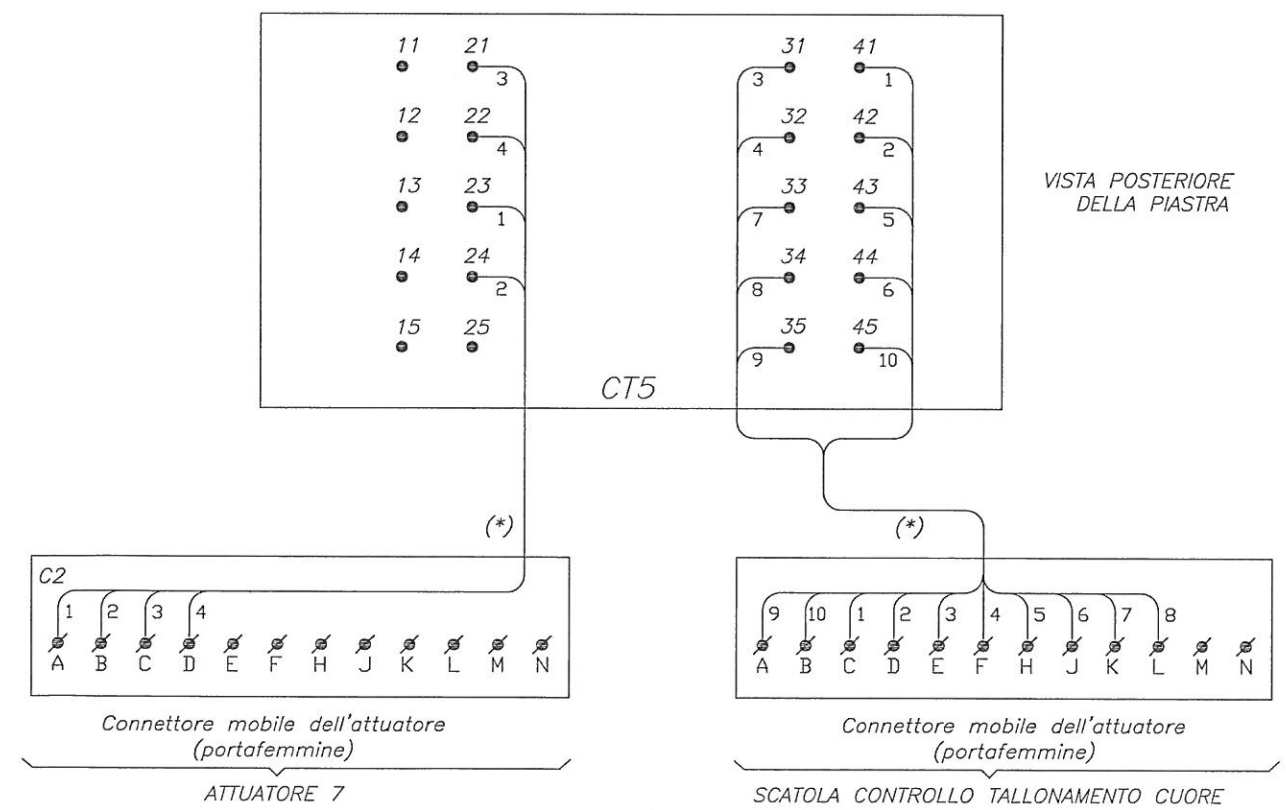 11 21 31 41
3 3 1
12 22 32 42
4 4 2
13 23 33 43
1 7 5
14 24 34 44
2 8 6
15 25 35 45
9 10
CT5
VISTA POSTERIORE
DELLA PIASTRA
(*) (*)
C2
1 2 3 4
A B C D E F H J K L M N
Connettore mobile dell'attuatore
(portafemmine)
ATTUATORE 7
9 10 1 2 3 4 5 6 7 8
A B C D E F H J K L M N
Connettore mobile dell'attuatore
(portafemmine)
SCATOLA CONTROLLO TALLONAMENTO CUORE